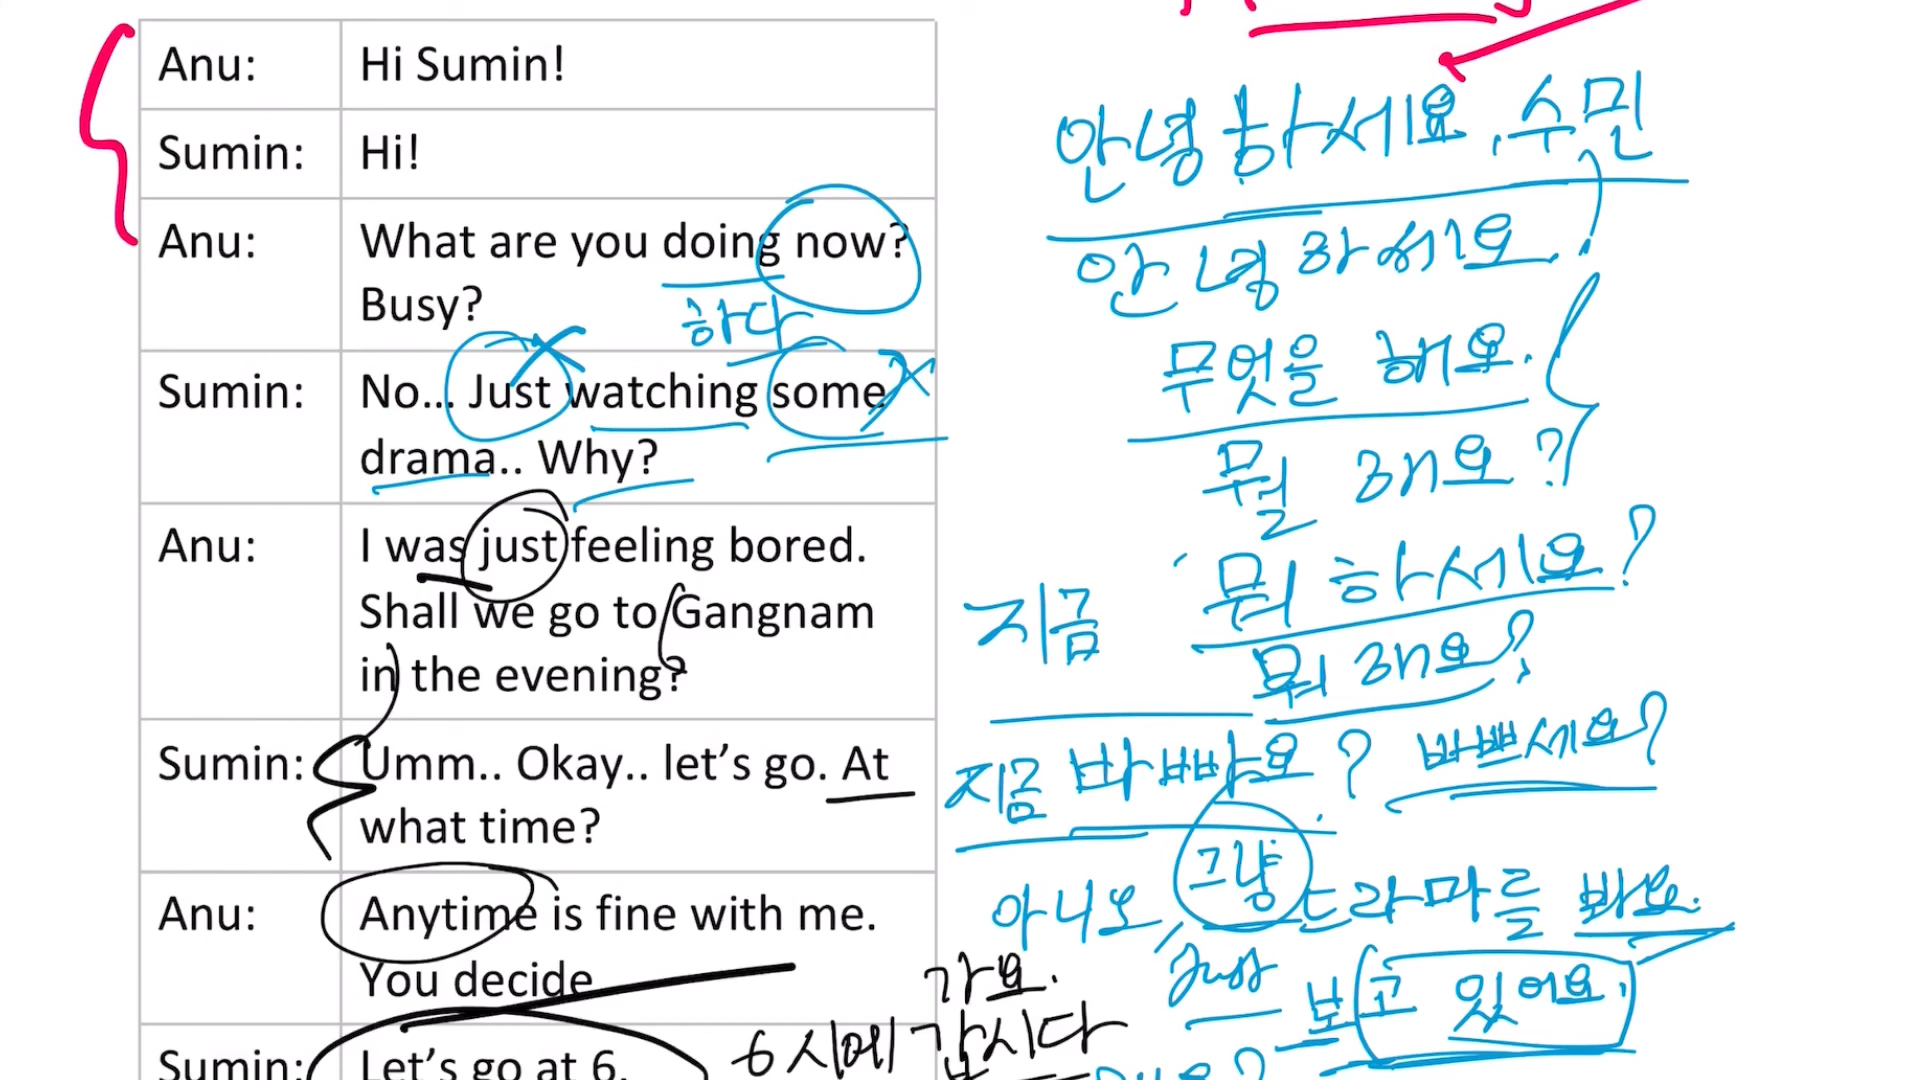 Anu: Hi Sumin!
Sumin: Hi!
Anu: What are you doing now?
Busy?
하다
Sumin: No... Just watching some
drama.. Why?
Anu: I was just feeling bored.
Shall we go to Gangnam
in the evening?
Sumin: Umm.. Okay.. let's go. At
what time?
Anu: Anytime is fine with me.
You decide
Sumin: Let's go at 6.
안녕하세요, 수민
안녕하세요.
무엇을 해요.
뭘 해요?
뭐 하세요?
지금
뭐 해요?
지금 바빠요? 바쁘세요?
아니오, 그냥 드라마를 봐요.
Just
보고 있어요.
가요.
6시에 갑시다